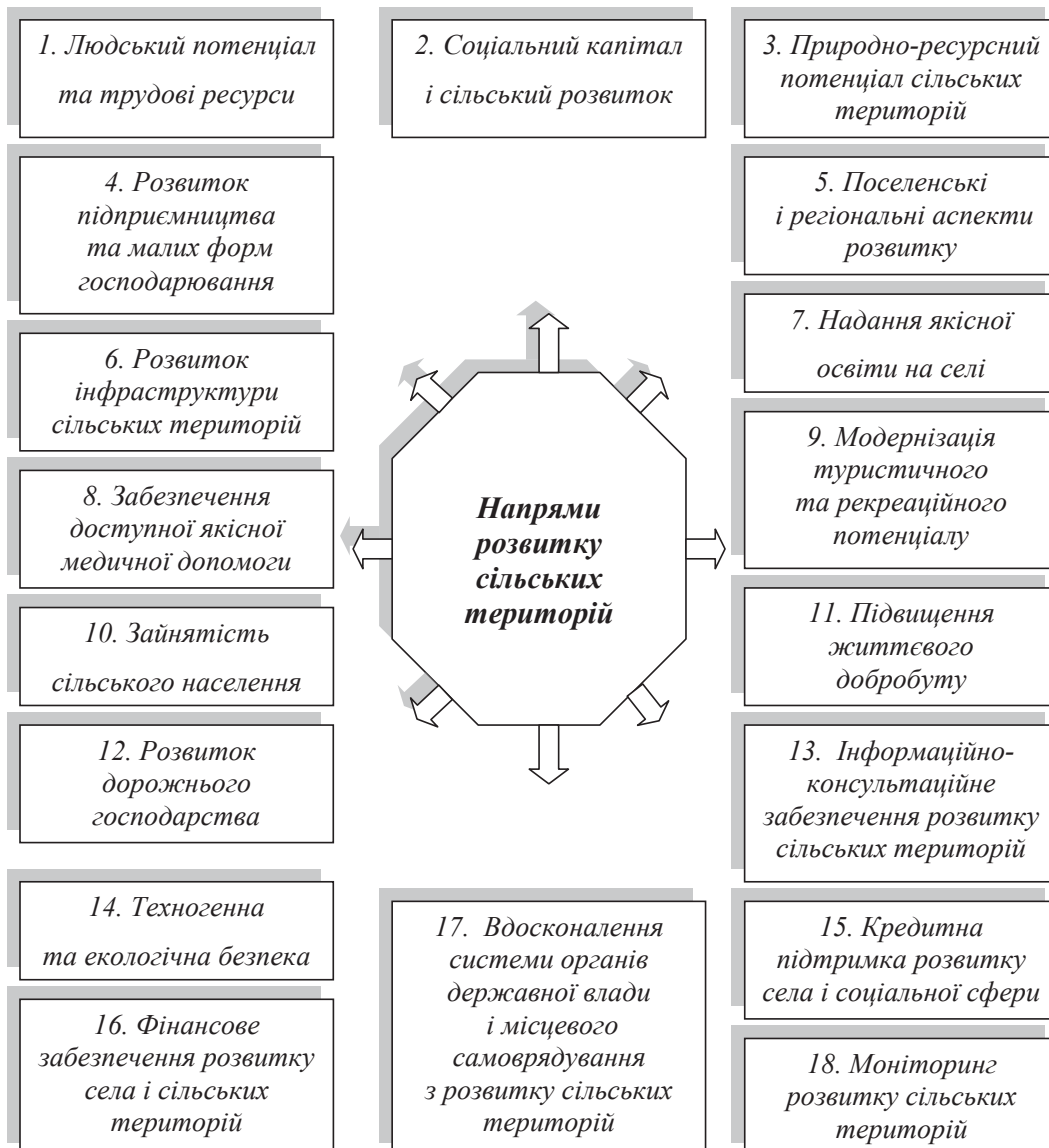 1. Людський потенціал
та трудові ресурси
2. Соціальний капітал
і сільський розвиток
3. Природно-ресурсний
потенціал сільських
територій
4. Розвиток
підприємництва
та малих форм
господарювання
5. Поселенські
і регіональні аспекти
розвитку
6. Розвиток
інфраструктури
сільських територій
7. Надання якісної
освіти на селі
8. Забезпечення
доступної якісної
медичної допомоги
Напрями
розвитку
сільських
територій
9. Модернізація
туристичного
та рекреаційного
потенціалу
10. Зайнятість
сільського населення
11. Підвищення
життєвого
добробуту
12. Розвиток
дорожнього
господарства
13. Інформаційно-
консультаційне
забезпечення розвитку
сільських територій
14. Техногенна
та екологічна безпека
15. Кредитна
підтримка розвитку
села і соціальної сфери
16. Фінансове
забезпечення розвитку
села і сільських
територій
17. Вдосконалення
системи органів
державної влади
і місцевого
самоврядування
з розвитку сільських
територій
18. Моніторинг
розвитку сільських
територій